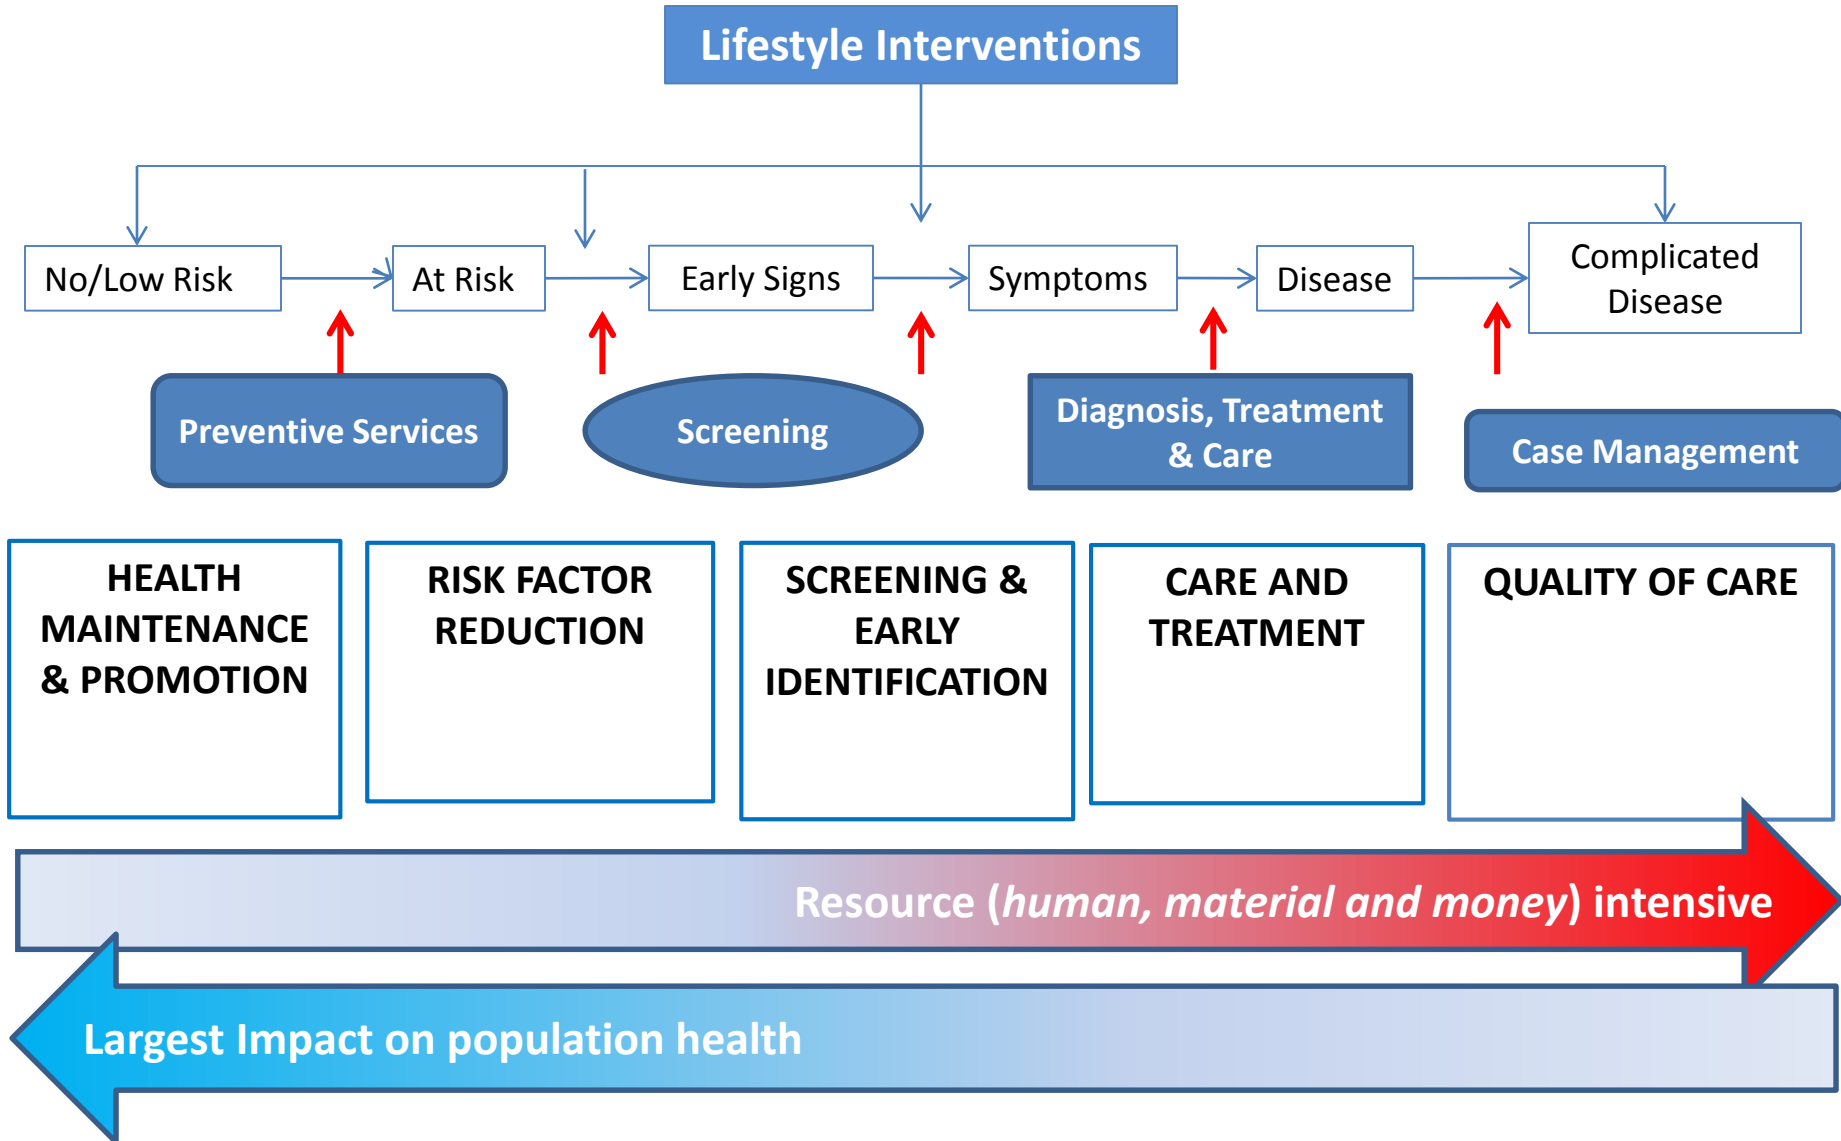 Lifestyle Interventions
No/Low Risk
At Risk
Early Signs
Symptoms
Disease
Complicated
Disease
Preventive Services
Screening
Diagnosis, Treatment
& Care
Case Management
HEALTH
MAINTENANCE
& PROMOTION
RISK FACTOR
REDUCTION
SCREENING &
EARLY
IDENTIFICATION
CARE AND
TREATMENT
QUALITY OF CARE
Resource (human, material and money) intensive
Largest Impact on population health